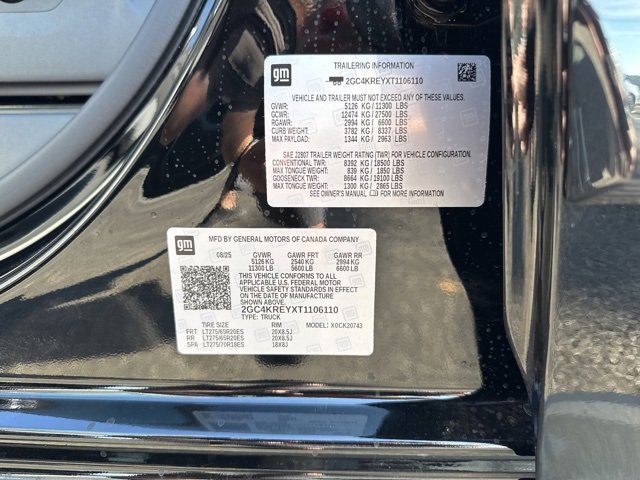 gm
TRAILERING INFORMATION
2GC4KREYXT1106110
VEHICLE AND TRAILER MUST NOT EXCEED ANY OF THESE VALUES.
GVWR: 5126 KG / 11300 LBS
GCWR: 12474 KG / 27500 LBS
RGAWR: 2994 KG / 6600 LBS
CURB WEIGHT: 3782 KG / 8337 LBS
MAX PAYLOAD: 1344 KG / 2963 LBS
SAE J2807 TRAILER WEIGHT RATING (TWR) FOR VEHICLE CONFIGURATION.
CONVENTIONAL TWR: 8392 KG / 18500 LBS
MAX TONGUE WEIGHT: 839 KG / 1850 LBS
GOOSENECK TWR: 8664 KG / 19100 LBS
MAX TONGUE WEIGHT: 1300 KG / 2865 LBS
SEE OWNER'S MANUAL FOR MORE INFORMATION
gm
MFD BY GENERAL MOTORS OF CANADA COMPANY
08/25 GVWR GAWR FRT GAWR RR
5126 KG 2540 KG 2994 KG
11300 LB 5600 LB 6600 LB
THIS VEHICLE CONFORMS TO ALL
APPLICABLE U.S. FEDERAL MOTOR
VEHICLE SAFETY STANDARDS IN EFFECT
ON THE DATE OF MANUFACTURE
SHOWN ABOVE.
2GC4KREYXT1106110
TYPE: TRUCK
TIRE SIZE RIM MODEL: X0CK20743
FRT LT275/65R20ES 20X8.5J
RR LT275/65R20ES 20X8.5J
SPA LT275/70R18ES 18X8J